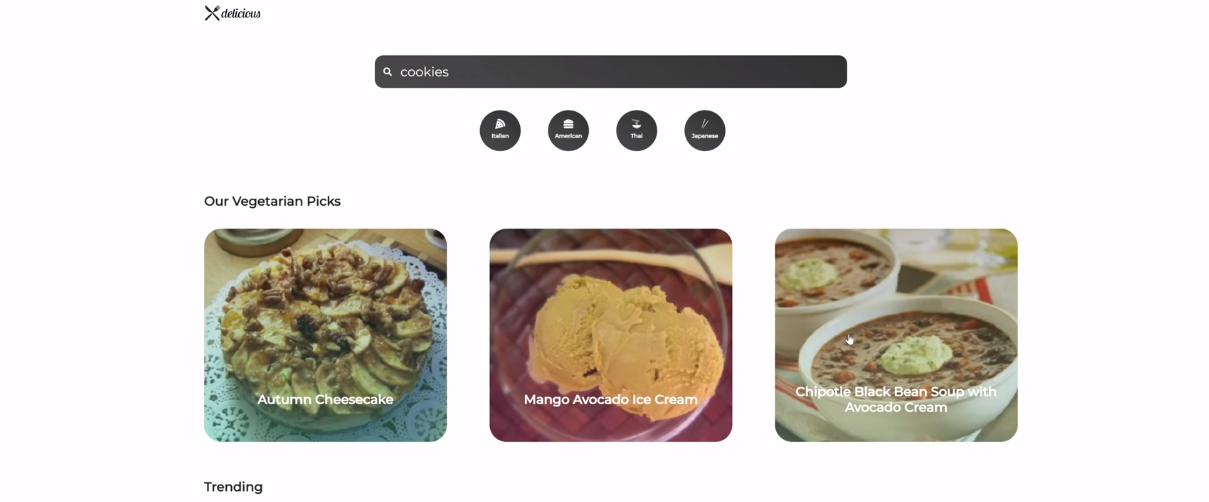 delicious
cookies
Italian
American
Thai
Japanese
Our Vegetarian Picks
Autumn Cheesecake
Mango Avocado Ice Cream
Chipotle Black Bean Soup with
Avocado Cream
Trending